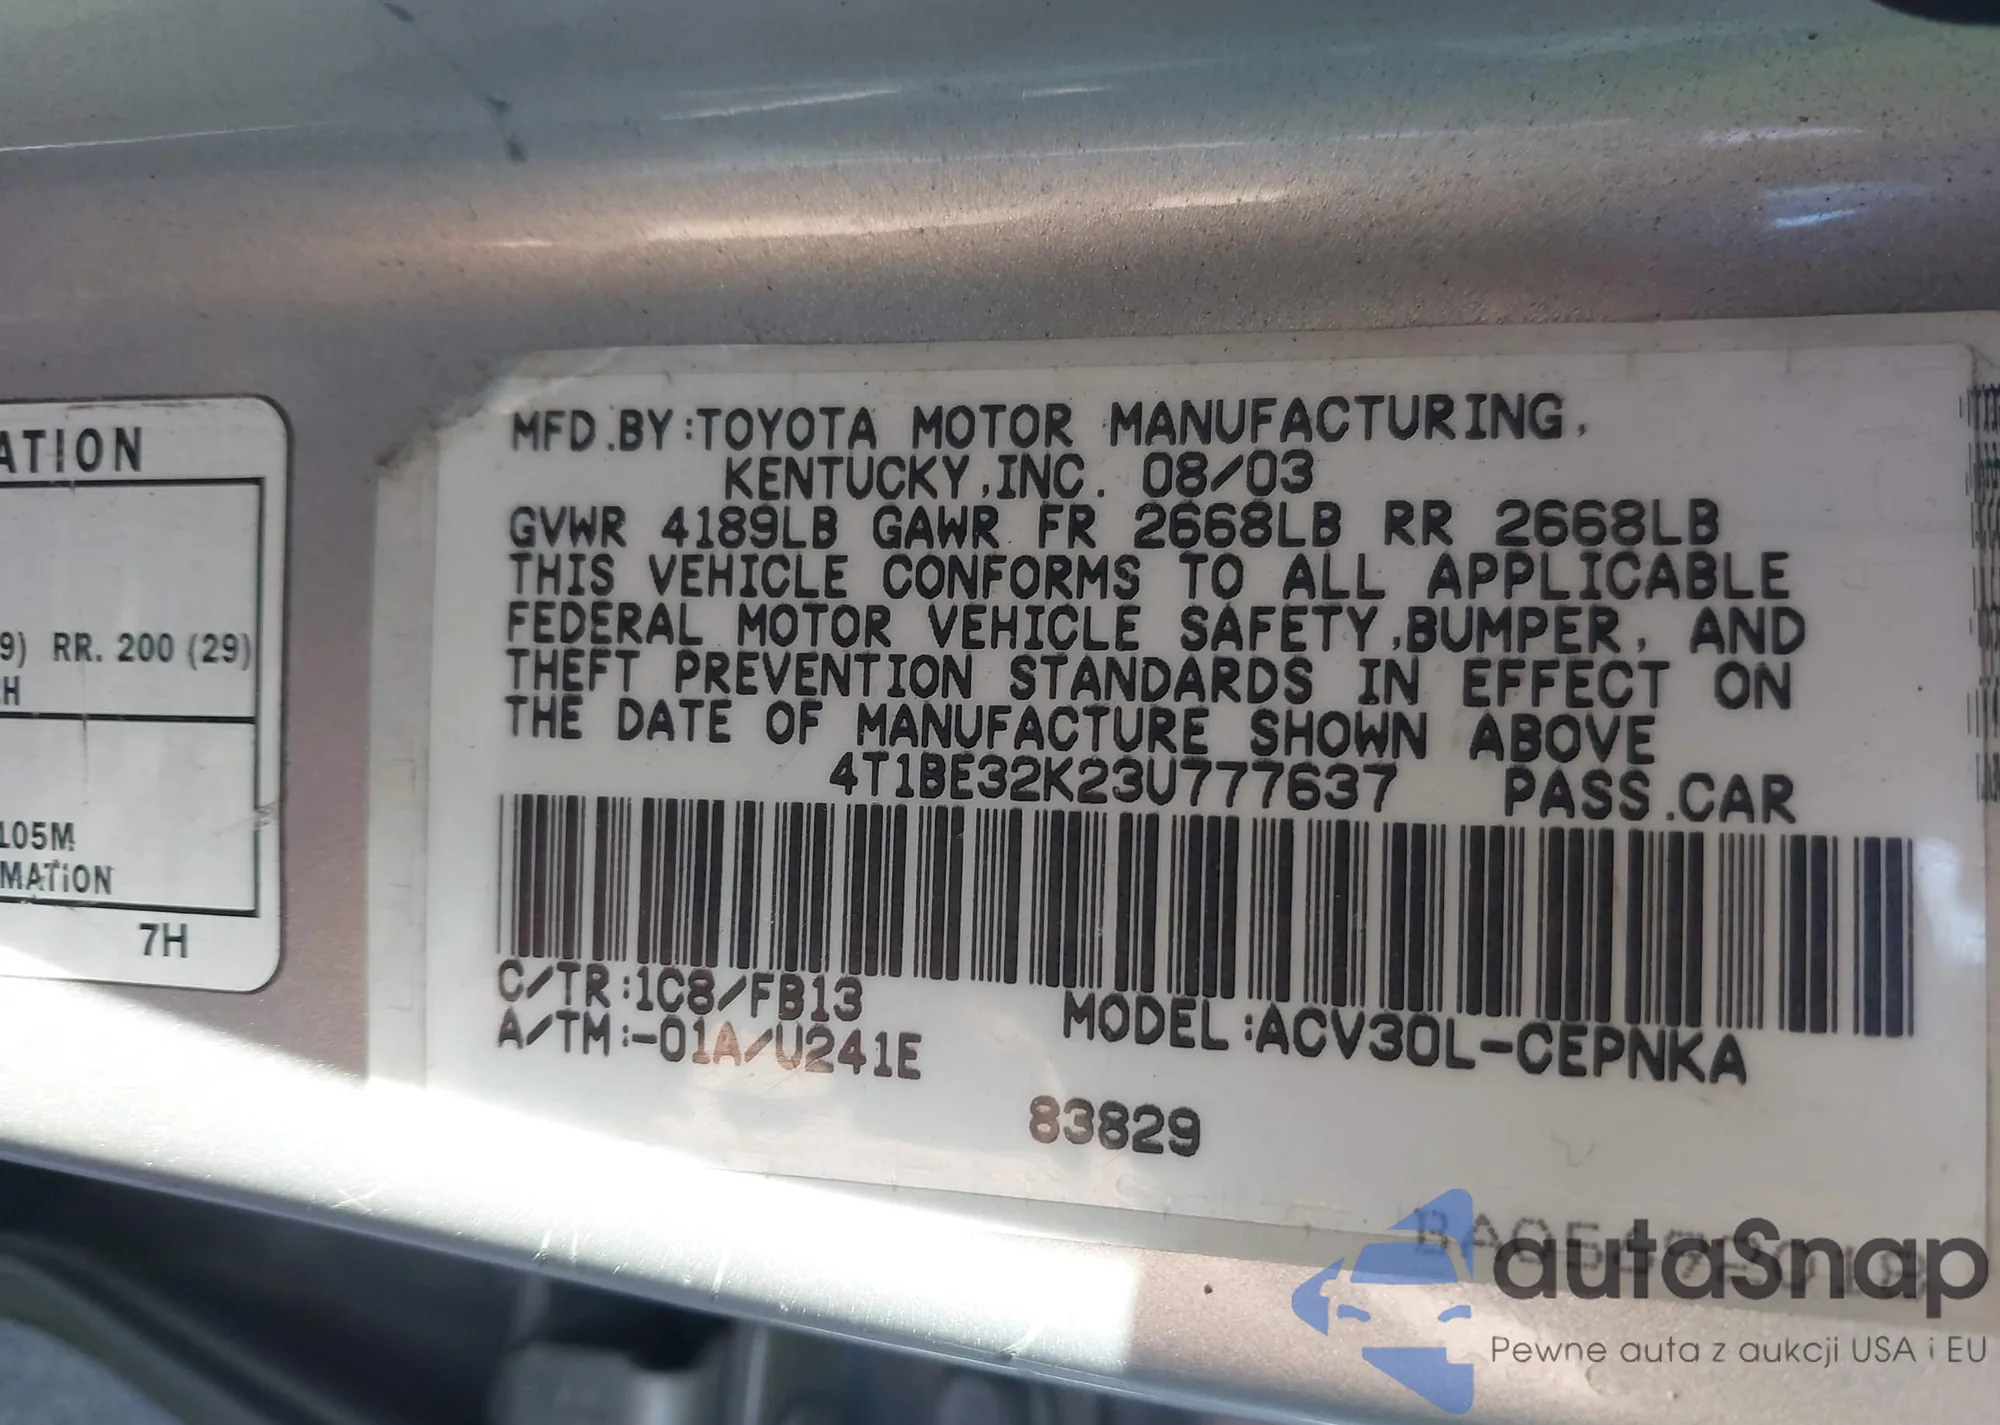 ATION
9) RR. 200 (29)
105M
MATION
7H
MFD.BY:TOYOTA MOTOR MANUFACTURING,
KENTUCKY,INC. 08/03
GVWR 4189LB GAWR FR 2668LB RR 2668LB
THIS VEHICLE CONFORMS TO ALL APPLICABLE
FEDERAL MOTOR VEHICLE SAFETY,BUMPER, AND
THEFT PREVENTION STANDARDS IN EFFECT ON
THE DATE OF MANUFACTURE SHOWN ABOVE
4T1BE32K23U777637 PASS.CAR
C/TR:1C8/FB13
A/TM:-01A/U241E
MODEL:ACV30L-CEPNKA
83829
autaSnap
Pewne auta z aukcji USA i EU